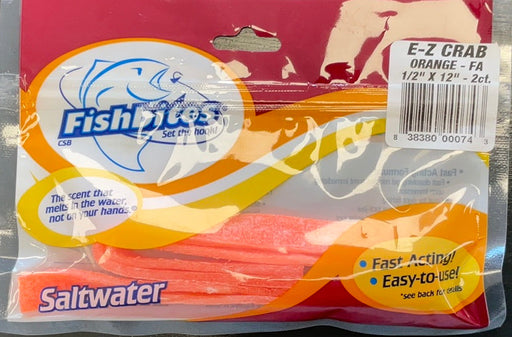 E-Z CRAB
ORANGE - FA
1/2" X 12" - 2ct.
8 38380 00074 3
Fishbites®
Set the hook!
CSB
The scent that
melts in the water,
not on your hands.®
Fast Acting!
Easy-to-use!
*see back for details
Saltwater